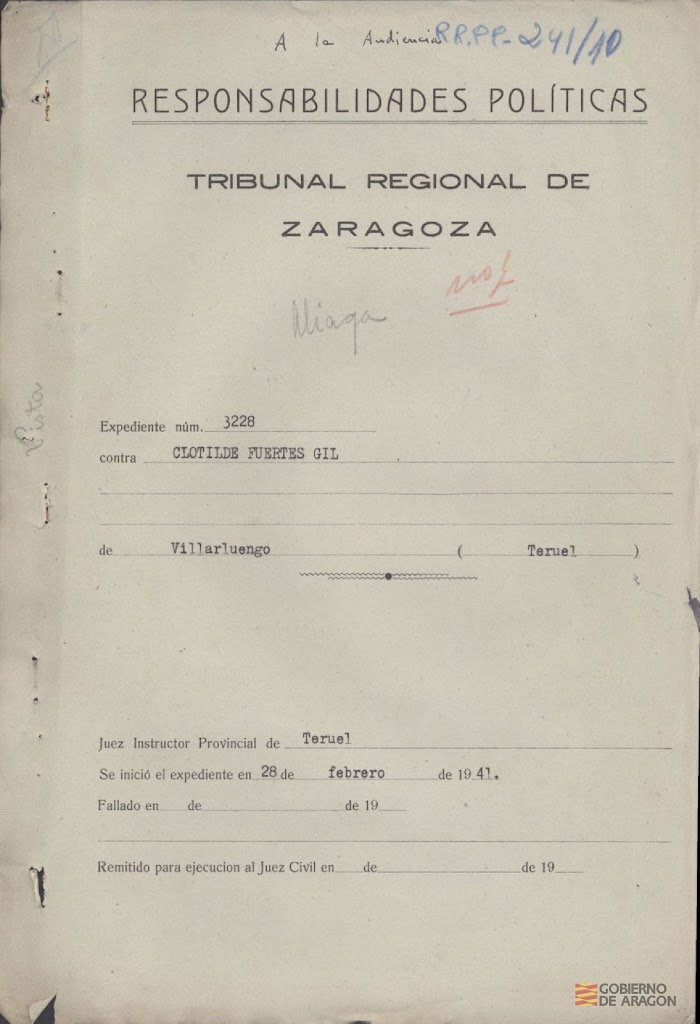 A la Audiencia RR.PP-241/10
RESPONSABILIDADES POLÍTICAS
TRIBUNAL REGIONAL DE
ZARAGOZA
Aliaga
Vista
Expediente núm. 3228
contra CLOTILDE FUERTES GIL
de Villarluengo ( Teruel )
Juez Instructor Provincial de Teruel
Se inició el expediente en 28 de febrero de 1941.
Fallado en de de 19
Remitido para ejecucion al Juez Civil en de de 19
GOBIERNO
DE ARAGON